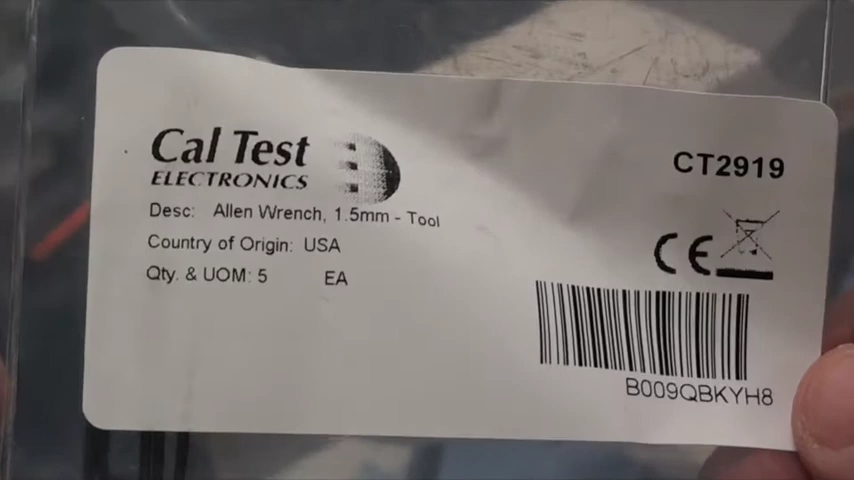 Cal Test
ELECTRONICS
CT2919
Desc: Allen Wrench, 1.5mm - Tool
Country of Origin: USA
Qty. & UOM: 5 EA
CE
B009QBKYH8